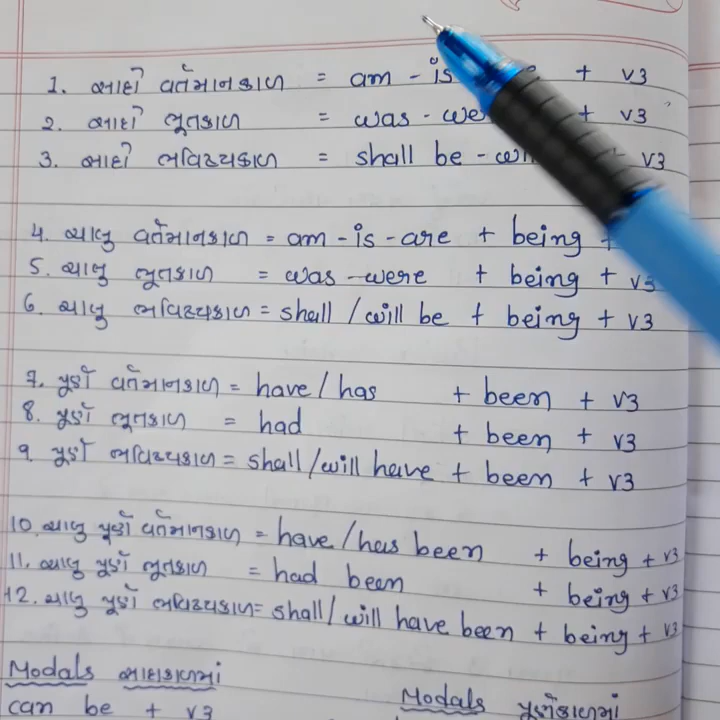 1. સાદો વર્તમાનકાળ = am - is + v3
2. સાદો ભૂતકાળ = was - + v3
3. સાદો ભવિષ્યકાળ = shall be - v3
4. ચાલુ વર્તમાનકાળ = am - is - are + being +
5. ચાલુ ભૂતકાળ = was - were + being + v3
6. ચાલુ ભવિષ્યકાળ = shall / will be + being + v3
7. પૂર્ણ વર્તમાનકાળ = have / has + been + v3
8. પૂર્ણ ભૂતકાળ = had + been + v3
9. પૂર્ણ ભવિષ્યકાળ = shall / will have + been + v3
10. ચાલુ પૂર્ણ વર્તમાનકાળ = have / has been + being + v3
11. ચાલુ પૂર્ણ ભૂતકાળ = had been + being + v3
12. ચાલુ પૂર્ણ ભવિષ્યકાળ = shall / will have been + being + v3
Modals સાદાકાળમાં
can be + v3
Modals પૂર્ણકાળમાં